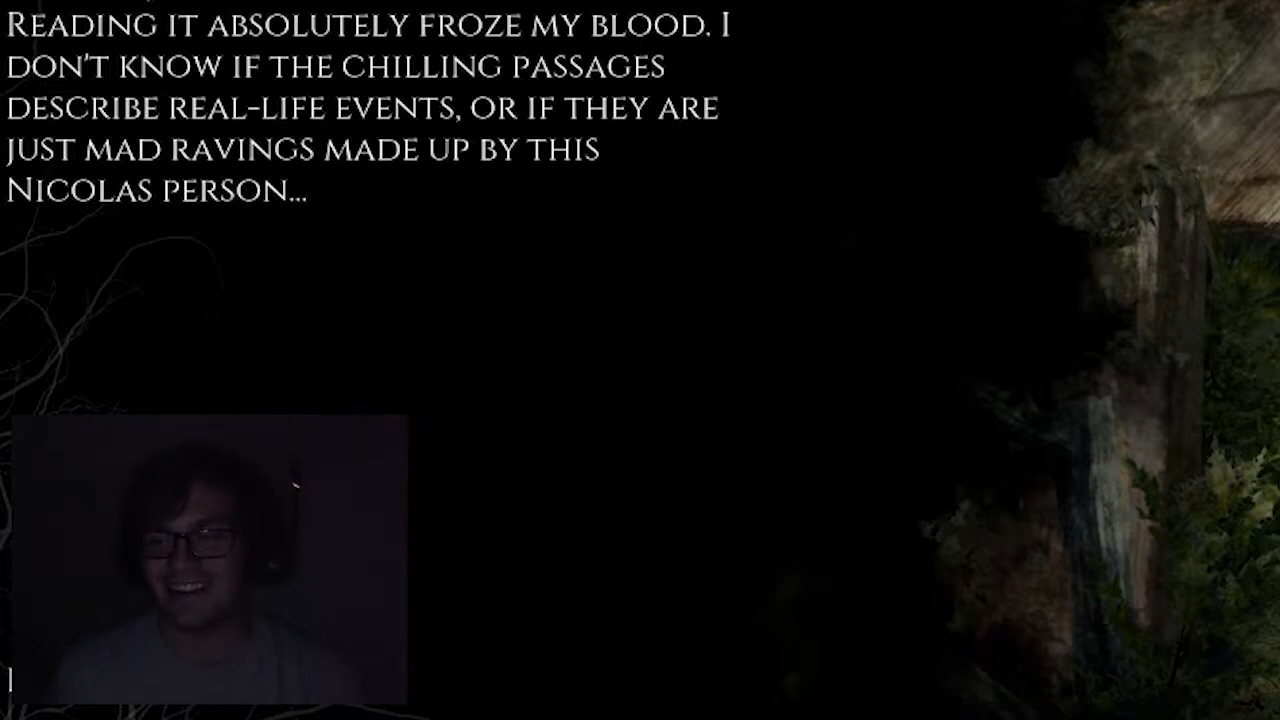 Reading it absolutely froze my blood. I
don't know if the chilling passages
describe real-life events, or if they are
just mad ravings made up by this
Nicolas person...